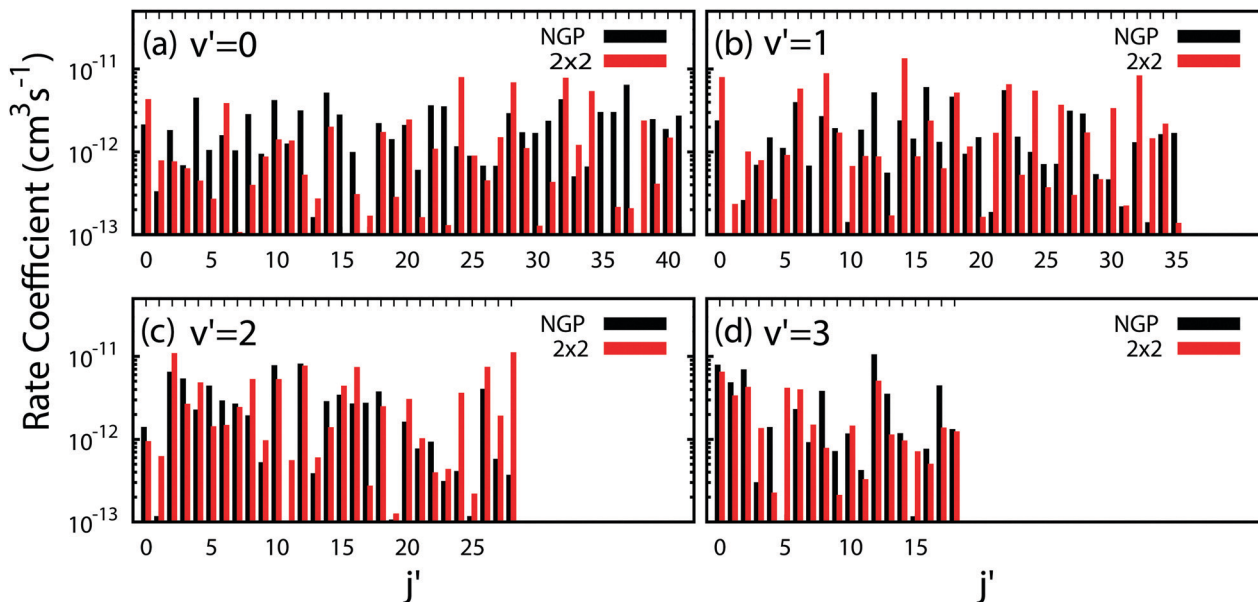 Rate Coefficient (cm³s⁻¹)
(a) v'=0
NGP
2x2
10⁻¹¹
10⁻¹²
10⁻¹³
0 5 10 15 20 25 30 35 40
(b) v'=1
NGP
2x2
0 5 10 15 20 25 30 35
(c) v'=2
NGP
2x2
10⁻¹¹
10⁻¹²
10⁻¹³
0 5 10 15 20 25
j'
(d) v'=3
NGP
2x2
0 5 10 15
j'